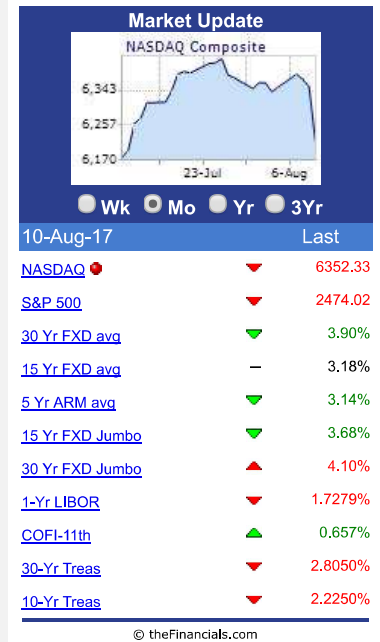 Market Update
NASDAQ Composite
6,343
6,257
6,170
23-Jul 6-Aug
Wk Mo Yr 3Yr
10-Aug-17 Last
NASDAQ 6352.33
S&P 500 2474.02
30 Yr FXD avg 3.90%
15 Yr FXD avg 3.18%
5 Yr ARM avg 3.14%
15 Yr FXD Jumbo 3.68%
30 Yr FXD Jumbo 4.10%
1-Yr LIBOR 1.7279%
COFI-11th 0.657%
30-Yr Treas 2.8050%
10-Yr Treas 2.2250%
© theFinancials.com